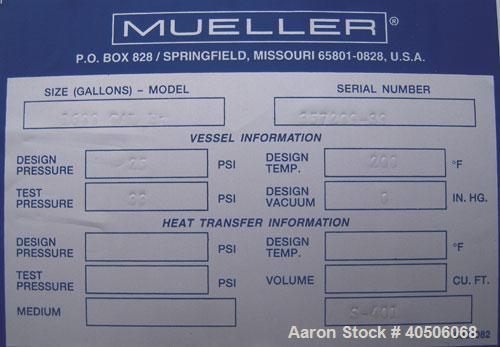 MUELLER®
P.O. BOX 828 / SPRINGFIELD, MISSOURI 65801-0828, U.S.A.
SIZE (GALLONS) – MODEL SERIAL NUMBER
VESSEL INFORMATION
DESIGN PRESSURE 25 PSI DESIGN TEMP. 200 °F
TEST PRESSURE PSI DESIGN VACUUM 0 IN. HG.
HEAT TRANSFER INFORMATION
DESIGN PRESSURE PSI DESIGN TEMP. °F
TEST PRESSURE PSI VOLUME CU. FT.
MEDIUM S-401
Aaron Stock # 40506068